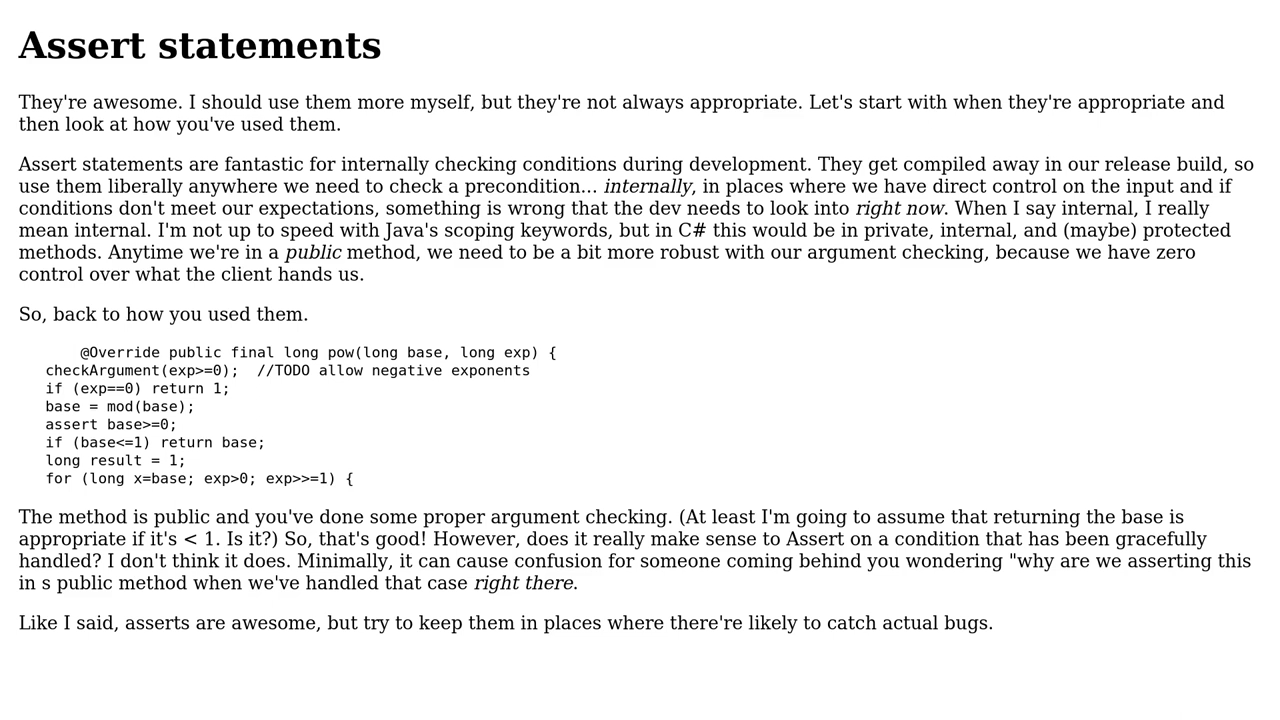 Assert statements
They're awesome. I should use them more myself, but they're not always appropriate. Let's start with when they're appropriate and
then look at how you've used them.
Assert statements are fantastic for internally checking conditions during development. They get compiled away in our release build, so
use them liberally anywhere we need to check a precondition... internally, in places where we have direct control on the input and if
conditions don't meet our expectations, something is wrong that the dev needs to look into right now. When I say internal, I really
mean internal. I'm not up to speed with Java's scoping keywords, but in C# this would be in private, internal, and (maybe) protected
methods. Anytime we're in a public method, we need to be a bit more robust with our argument checking, because we have zero
control over what the client hands us.
So, back to how you used them.
@Override public final long pow(long base, long exp) {
checkArgument(exp>=0);  //TODO allow negative exponents
if (exp==0) return 1;
base = mod(base);
assert base>=0;
if (base<=1) return base;
long result = 1;
for (long x=base; exp>0; exp>>=1) {
The method is public and you've done some proper argument checking. (At least I'm going to assume that returning the base is
appropriate if it's < 1. Is it?) So, that's good! However, does it really make sense to Assert on a condition that has been gracefully
handled? I don't think it does. Minimally, it can cause confusion for someone coming behind you wondering "why are we asserting this
in s public method when we've handled that case right there.
Like I said, asserts are awesome, but try to keep them in places where there're likely to catch actual bugs.